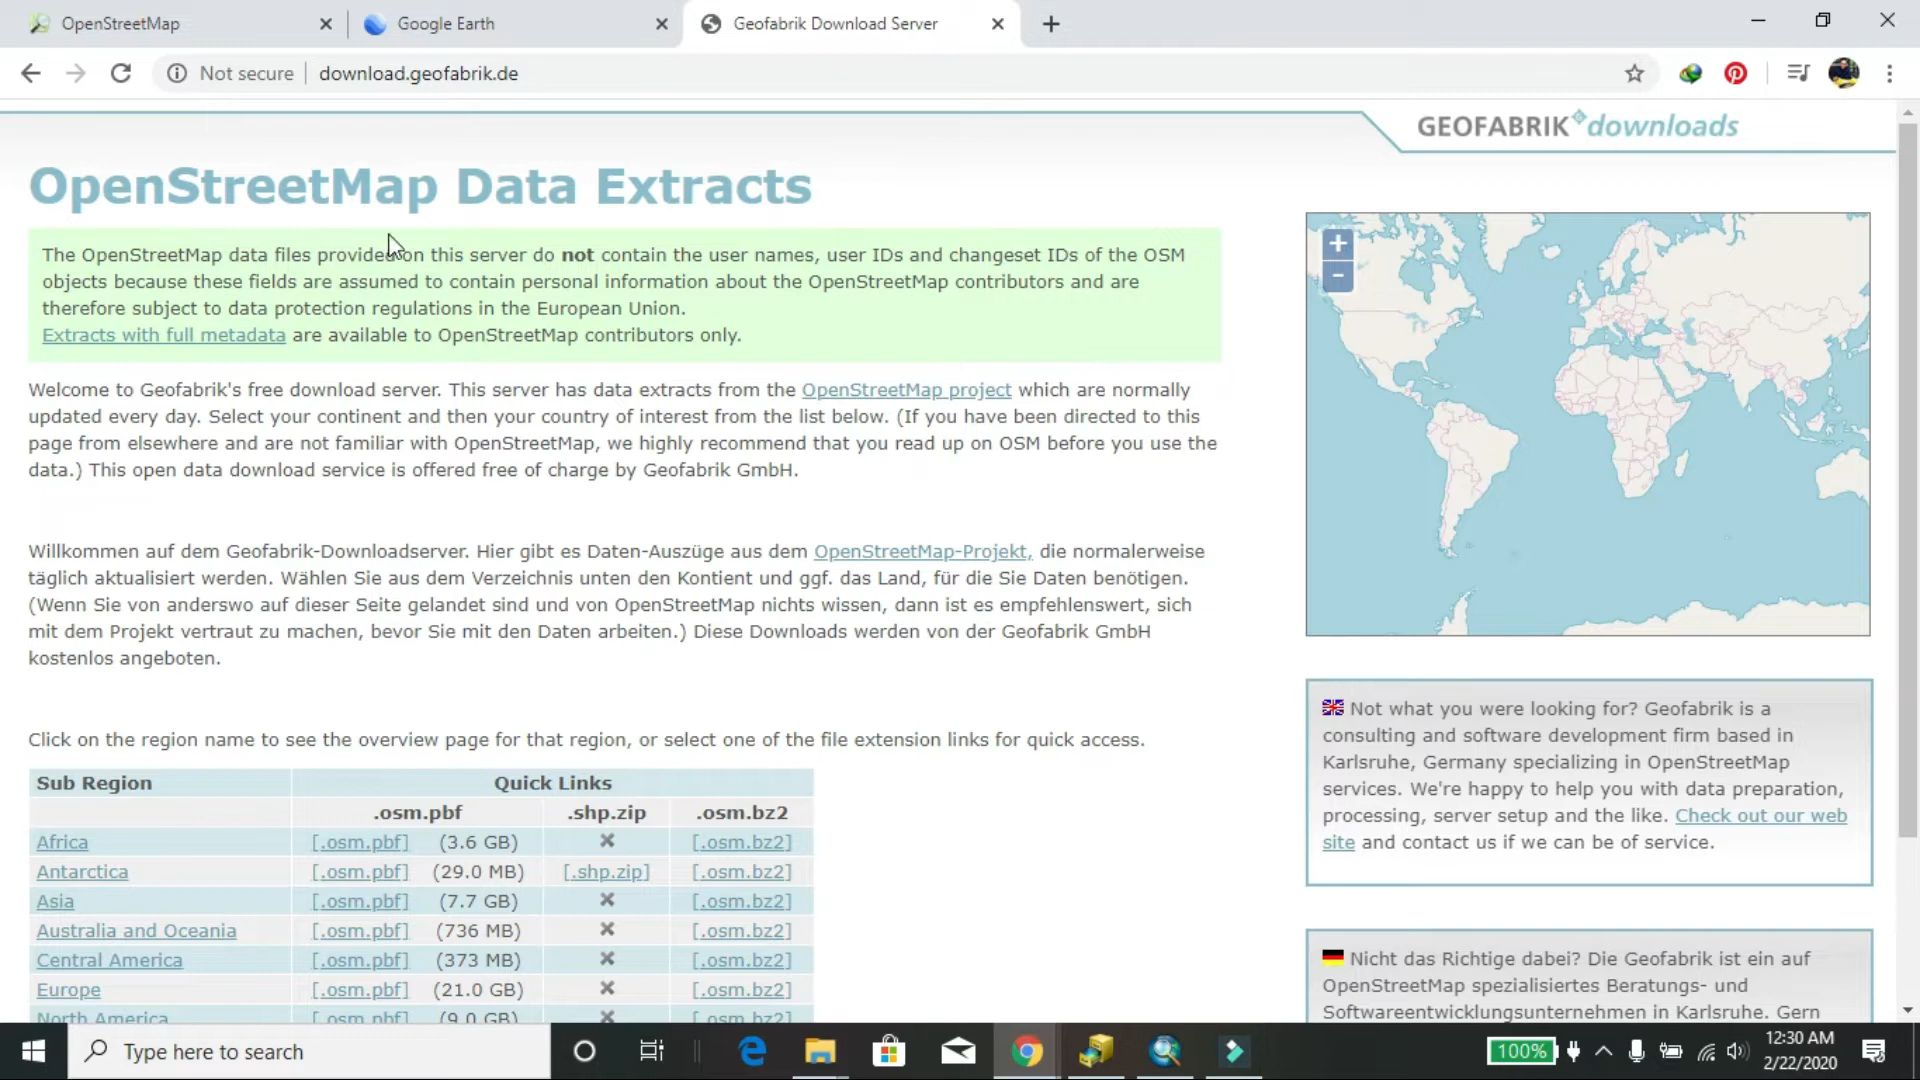 OpenStreetMap
Google Earth
Geofabrik Download Server
Not secure
download.geofabrik.de
GEOFABRIK downloads
OpenStreetMap Data Extracts
The OpenStreetMap data files provided on this server do not contain the user names, user IDs and changeset IDs of the OSM
objects because these fields are assumed to contain personal information about the OpenStreetMap contributors and are
therefore subject to data protection regulations in the European Union.
Extracts with full metadata are available to OpenStreetMap contributors only.
Welcome to Geofabrik's free download server. This server has data extracts from the OpenStreetMap project which are normally
updated every day. Select your continent and then your country of interest from the list below. (If you have been directed to this
page from elsewhere and are not familiar with OpenStreetMap, we highly recommend that you read up on OSM before you use the
data.) This open data download service is offered free of charge by Geofabrik GmbH.
Willkommen auf dem Geofabrik-Downloadserver. Hier gibt es Daten-Auszüge aus dem OpenStreetMap-Projekt, die normalerweise
täglich aktualisiert werden. Wählen Sie aus dem Verzeichnis unten den Kontient und ggf. das Land, für die Sie Daten benötigen.
(Wenn Sie von anderswo auf dieser Seite gelandet sind und von OpenStreetMap nichts wissen, dann ist es empfehlenswert, sich
mit dem Projekt vertraut zu machen, bevor Sie mit den Daten arbeiten.) Diese Downloads werden von der Geofabrik GmbH
kostenlos angeboten.
Click on the region name to see the overview page for that region, or select one of the file extension links for quick access.
Sub Region Quick Links
.osm.pbf .shp.zip .osm.bz2
Africa [.osm.pbf] (3.6 GB) ✖ [.osm.bz2]
Antarctica [.osm.pbf] (29.0 MB) [.shp.zip] [.osm.bz2]
Asia [.osm.pbf] (7.7 GB) ✖ [.osm.bz2]
Australia and Oceania [.osm.pbf] (736 MB) ✖ [.osm.bz2]
Central America [.osm.pbf] (373 MB) ✖ [.osm.bz2]
Europe [.osm.pbf] (21.0 GB) ✖ [.osm.bz2]
North America [.osm.pbf] (9.0 GB) ✖ [.osm.bz2]
+
−
Not what you were looking for? Geofabrik is a
consulting and software development firm based in
Karlsruhe, Germany specializing in OpenStreetMap
services. We're happy to help you with data preparation,
processing, server setup and the like. Check out our web
site and contact us if we can be of service.
Nicht das Richtige dabei? Die Geofabrik ist ein auf
OpenStreetMap spezialisiertes Beratungs- und
Softwareentwicklungsunternehmen in Karlsruhe. Gern
Type here to search
100%
12:30 AM
2/22/2020